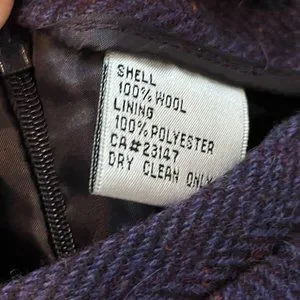 SHELL
100% WOOL
LINING
100% POLYESTER
CA#23147
DRY CLEAN ONLY